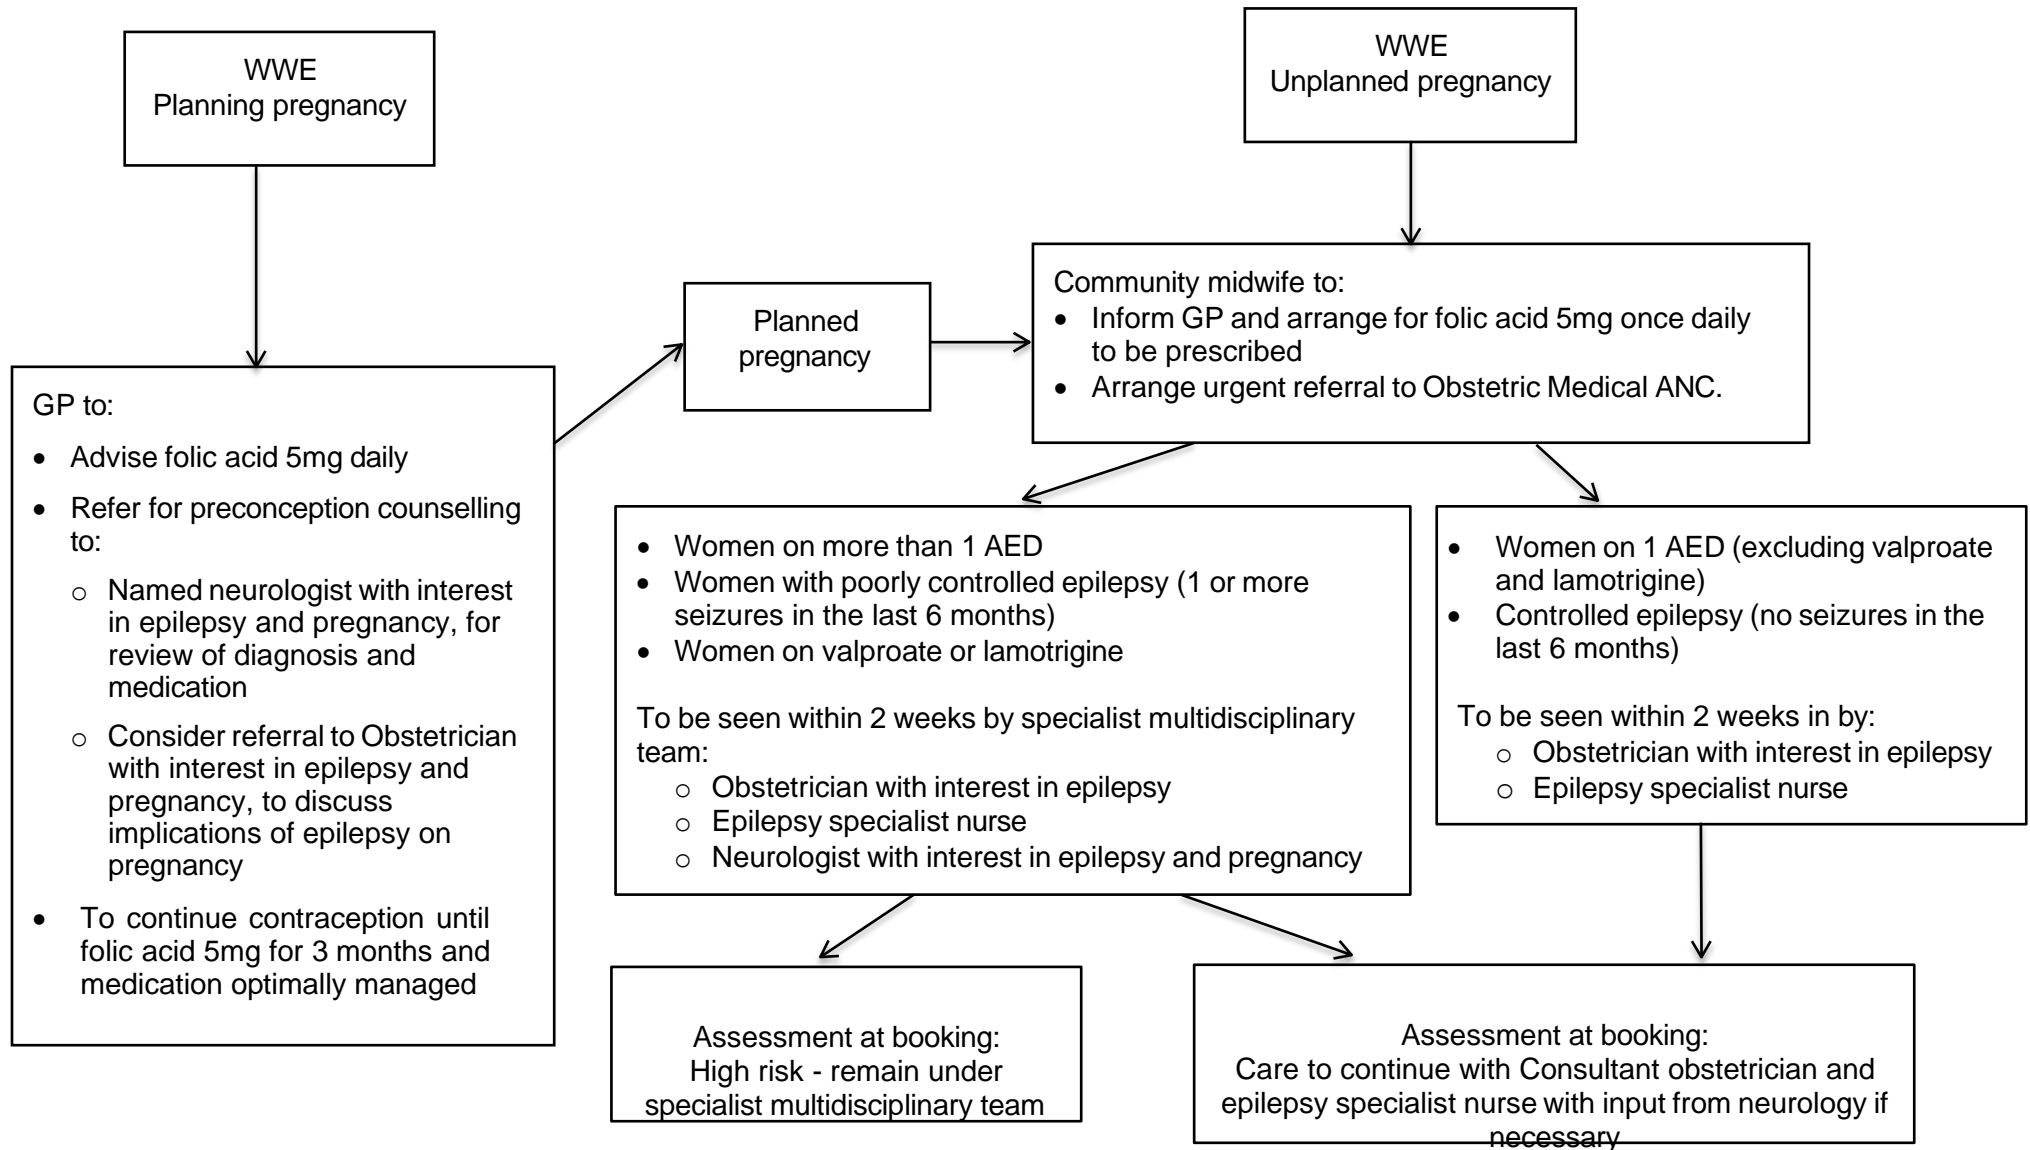 WWE
Planning pregnancy
WWE
Unplanned pregnancy
GP to:
• Advise folic acid 5mg daily
• Refer for preconception counselling
to:
o Named neurologist with interest
in epilepsy and pregnancy, for
review of diagnosis and
medication
o Consider referral to Obstetrician
with interest in epilepsy and
pregnancy, to discuss
implications of epilepsy on
pregnancy
• To continue contraception until
folic acid 5mg for 3 months and
medication optimally managed
Planned
pregnancy
Community midwife to:
• Inform GP and arrange for folic acid 5mg once daily
to be prescribed
• Arrange urgent referral to Obstetric Medical ANC.
• Women on more than 1 AED
• Women with poorly controlled epilepsy (1 or more
seizures in the last 6 months)
• Women on valproate or lamotrigine
To be seen within 2 weeks by specialist multidisciplinary
team:
o Obstetrician with interest in epilepsy
o Epilepsy specialist nurse
o Neurologist with interest in epilepsy and pregnancy
• Women on 1 AED (excluding valproate
and lamotrigine)
• Controlled epilepsy (no seizures in the
last 6 months)
To be seen within 2 weeks in by:
o Obstetrician with interest in epilepsy
o Epilepsy specialist nurse
Assessment at booking:
High risk - remain under
specialist multidisciplinary team
Assessment at booking:
Care to continue with Consultant obstetrician and
epilepsy specialist nurse with input from neurology if
necessary